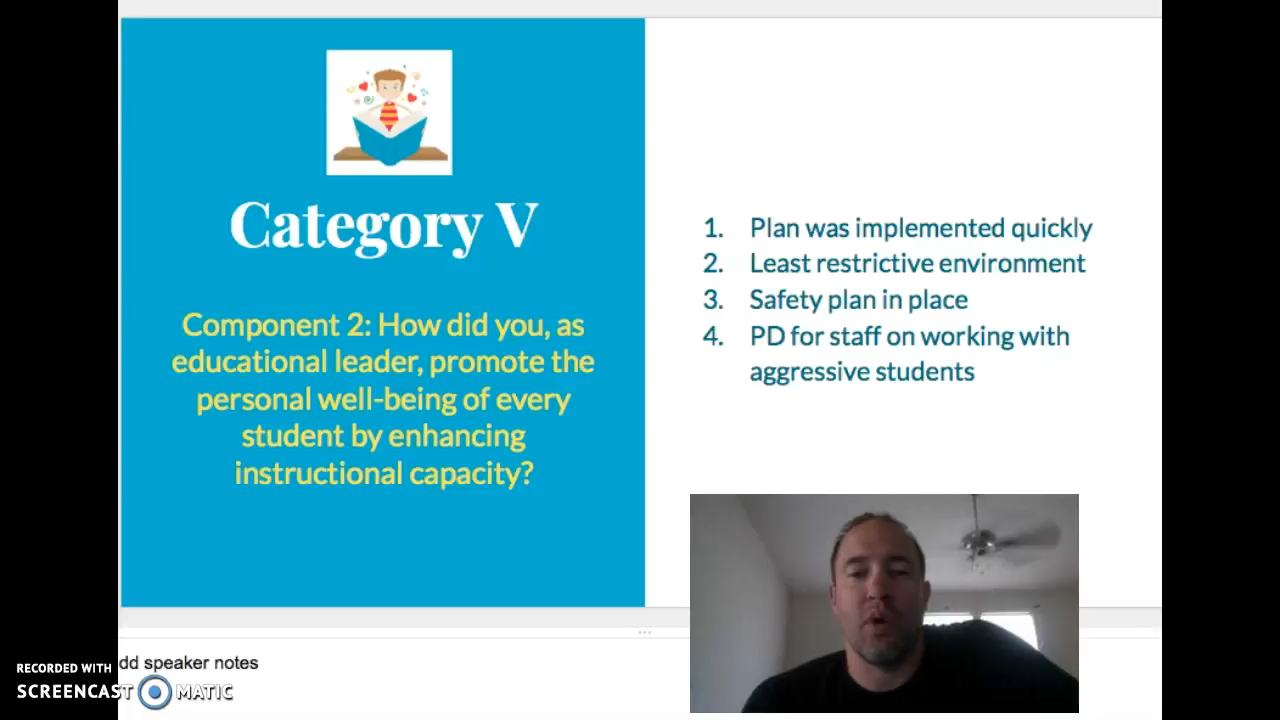 Category V
Component 2: How did you, as
educational leader, promote the
personal well-being of every
student by enhancing
instructional capacity?
1. Plan was implemented quickly
2. Least restrictive environment
3. Safety plan in place
4. PD for staff on working with
aggressive students
dd speaker notes
RECORDED WITH
SCREENCAST MATIC